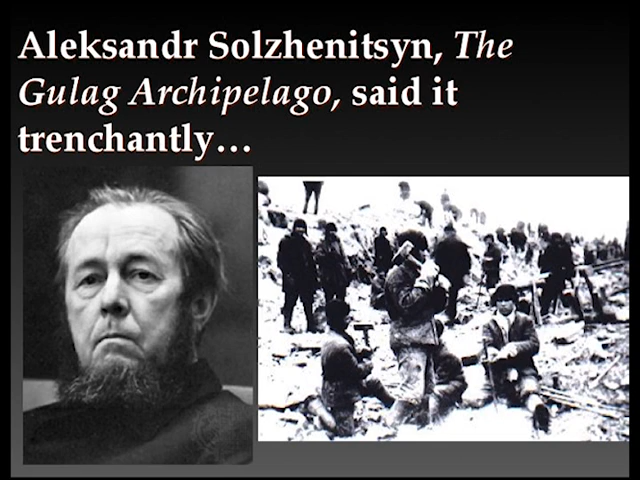 Aleksandr Solzhenitsyn, The
Gulag Archipelago, said it
trenchantly…